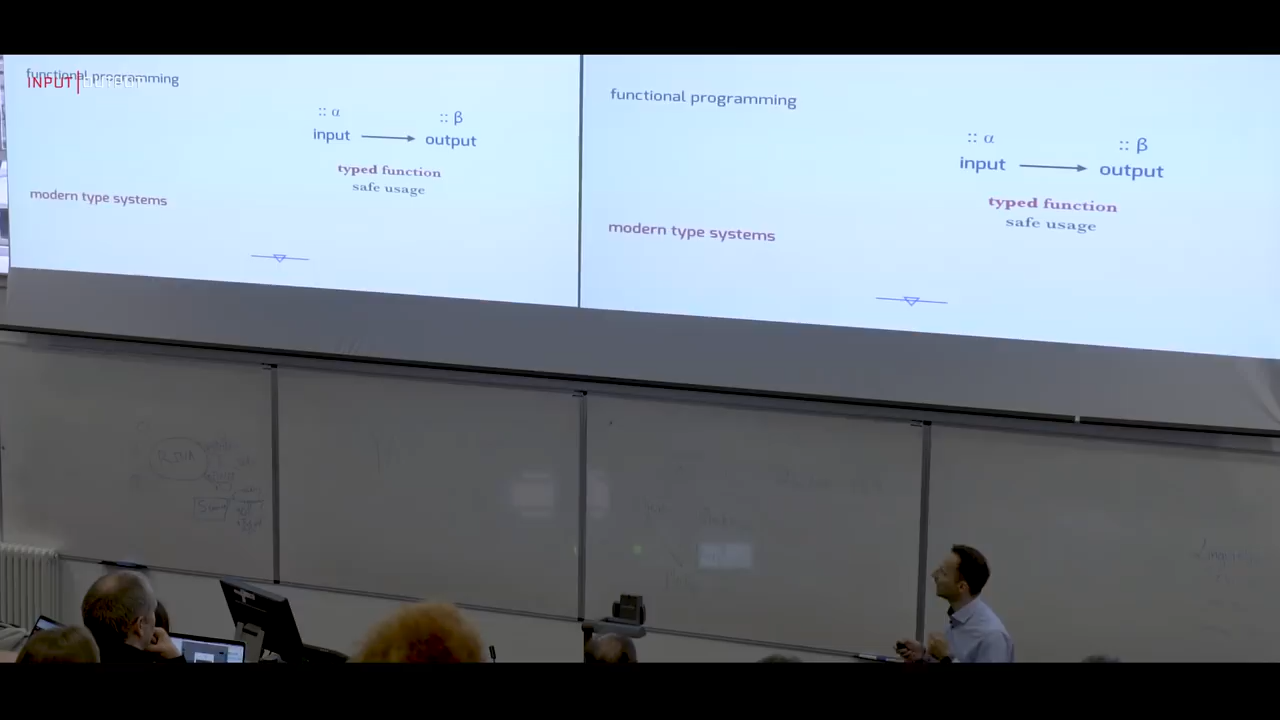 INPUT|OUTPUT
functional programming
:: α
:: β
input
output
typed function
safe usage
modern type systems
functional programming
:: α
:: β
input
output
typed function
safe usage
modern type systems